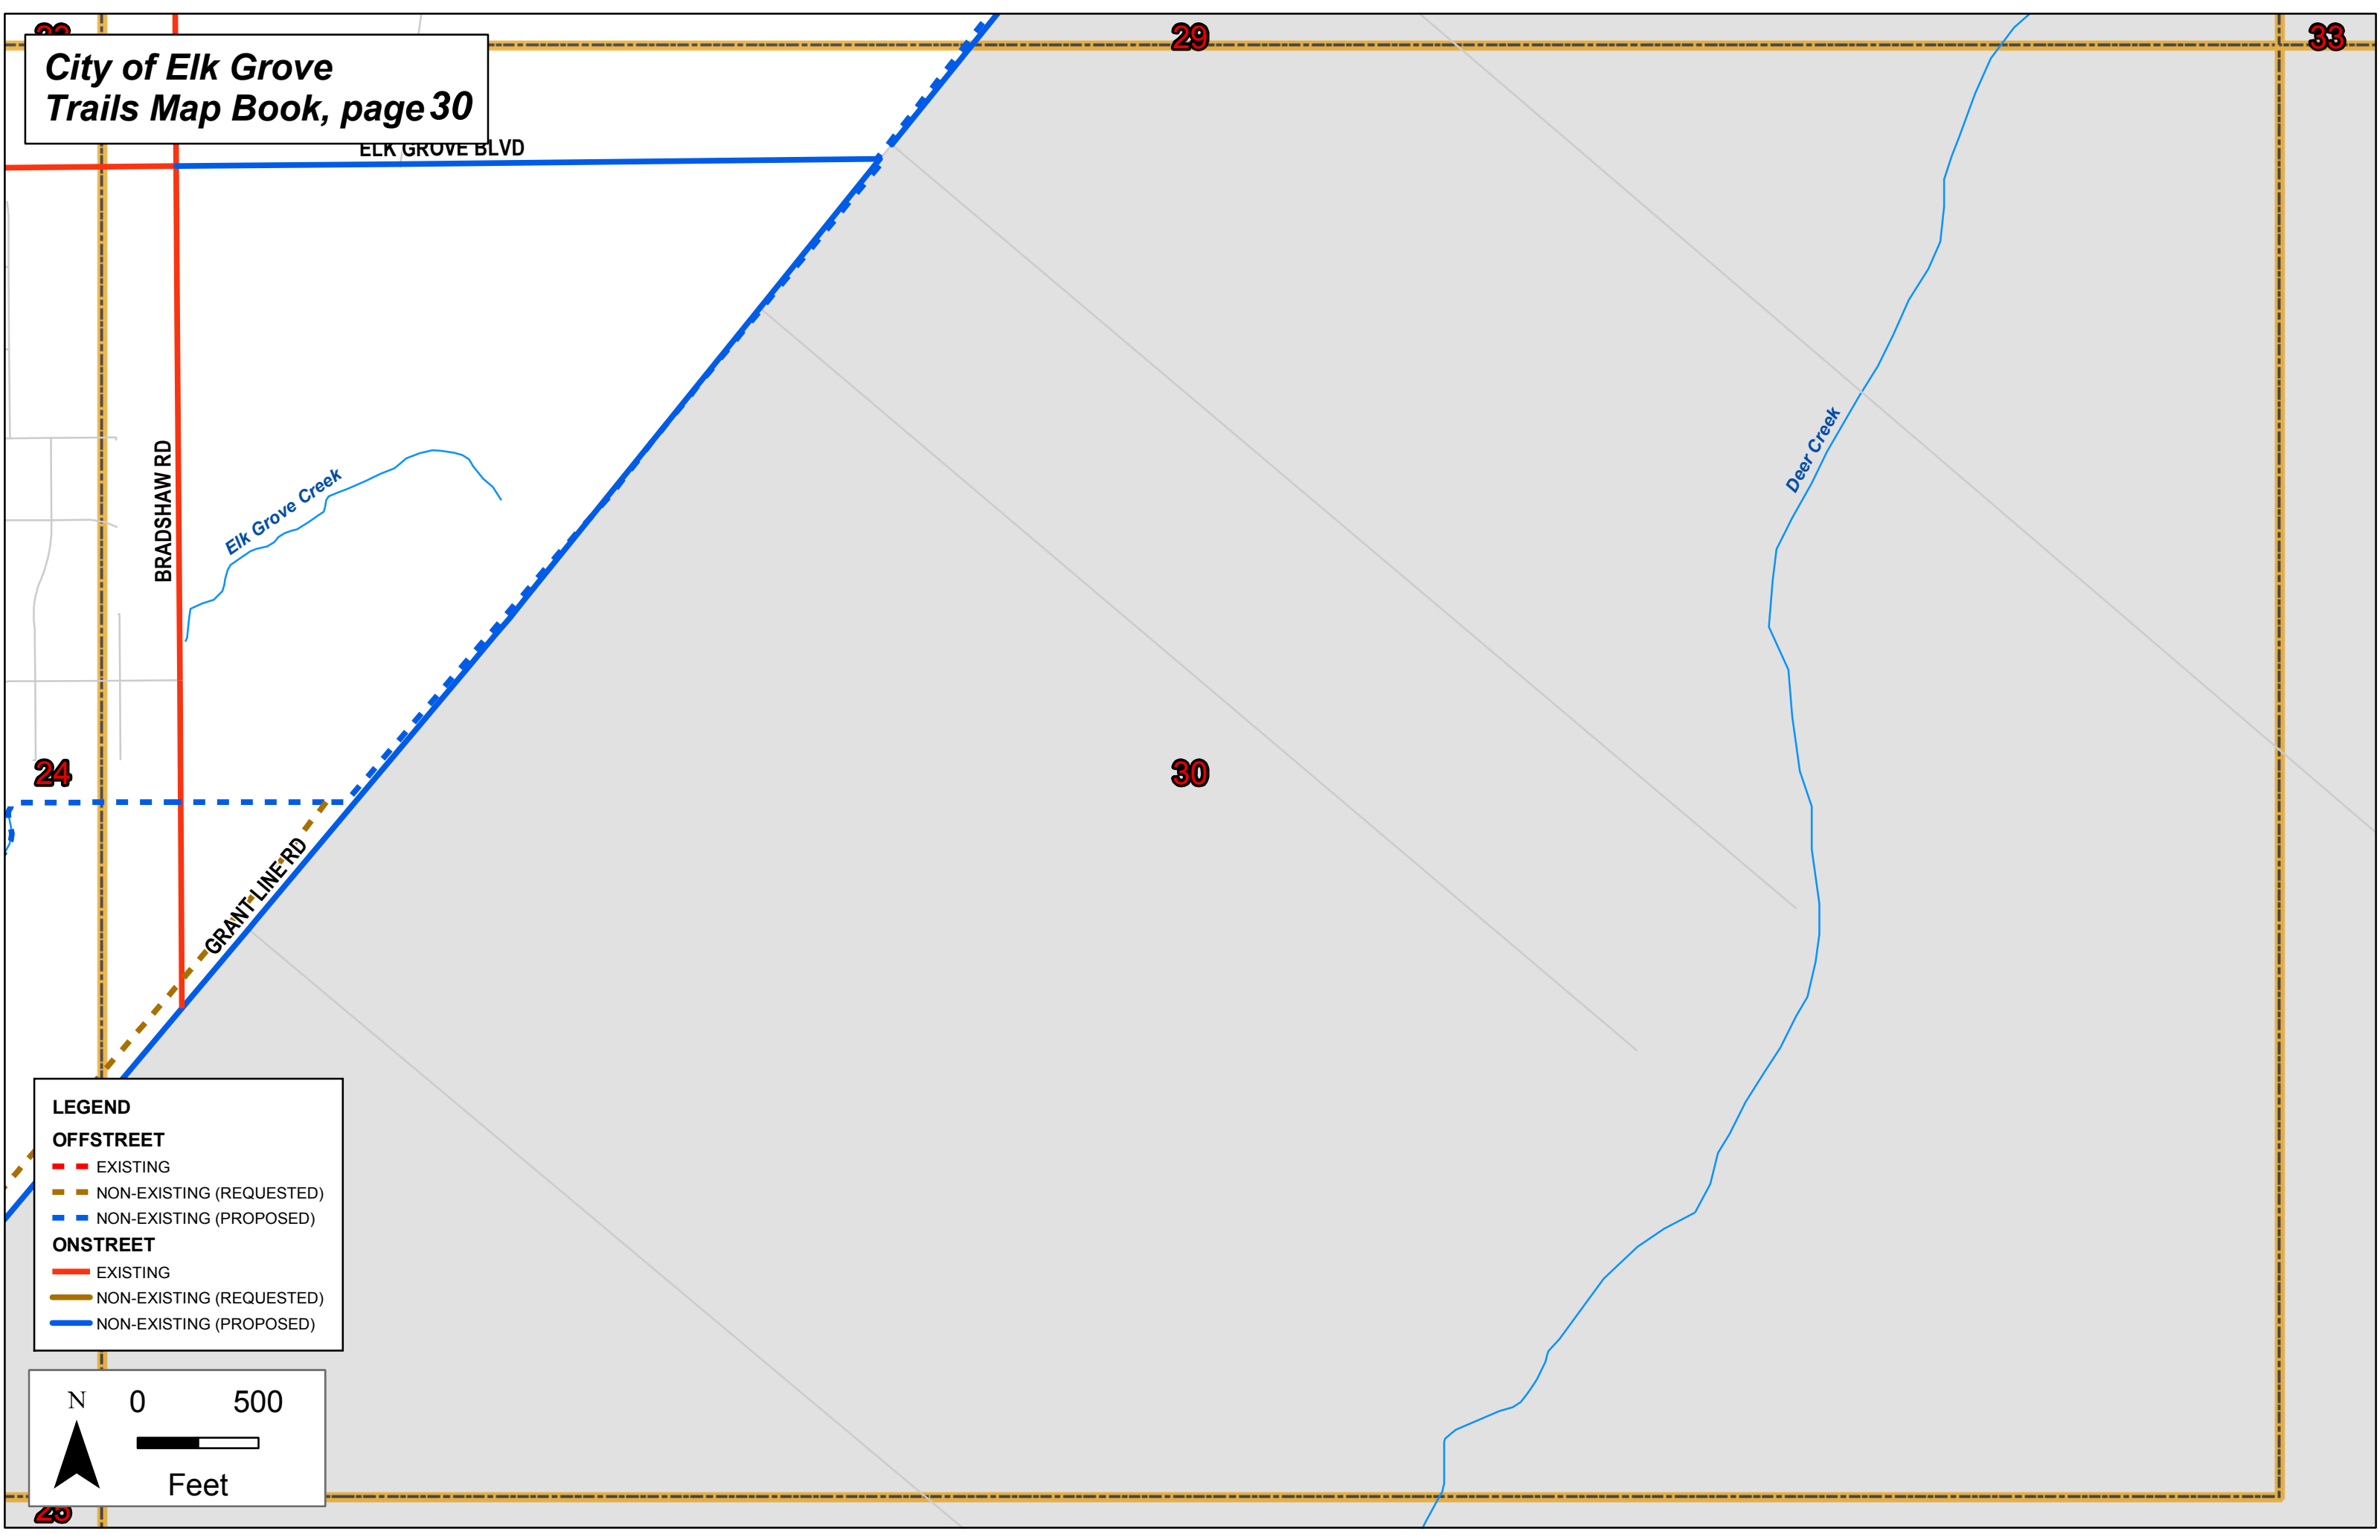 29
33
City of Elk Grove
Trails Map Book, page 30
ELK GROVE BLVD
BRADSHAW RD
Elk Grove Creek
Deer Creek
24
30
GRANT LINE RD
LEGEND
OFFSTREET
EXISTING
NON-EXISTING (REQUESTED)
NON-EXISTING (PROPOSED)
ONSTREET
EXISTING
NON-EXISTING (REQUESTED)
NON-EXISTING (PROPOSED)
N
0 500
Feet